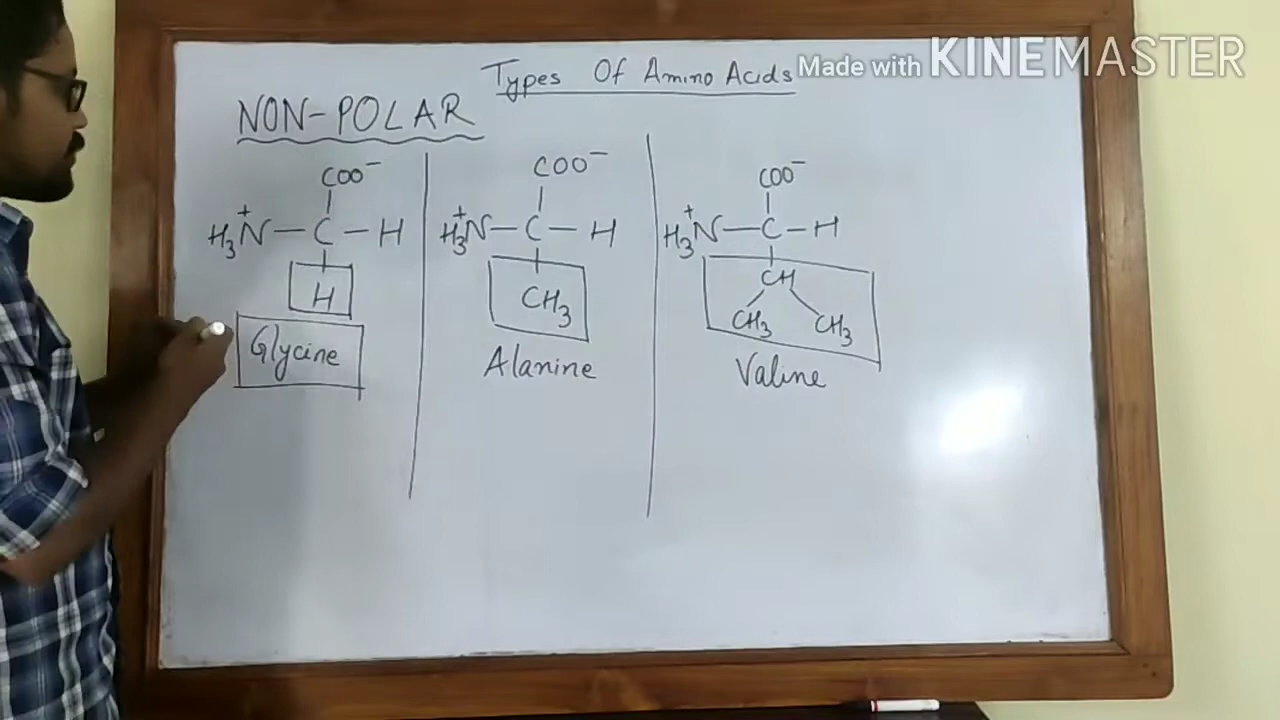 Types Of Amino Acids
Made with KINEMASTER
NON-POLAR
COO⁻
H₃N⁺—C—H
H
Glycine
COO⁻
H₃N⁺—C—H
CH₃
Alanine
COO⁻
H₃N⁺—C—H
CH
CH₃ CH₃
Valine